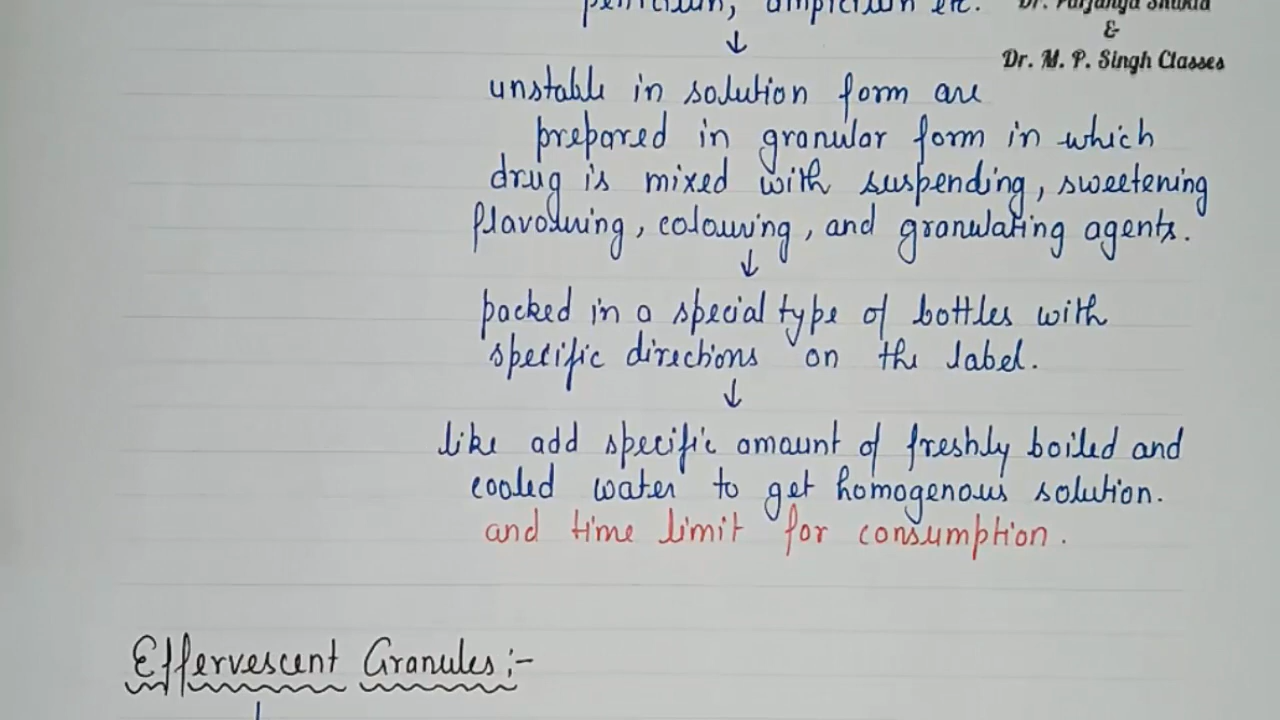 etc.
&
Dr. M. P. Singh Classes
↓
unstable in solution form are
prepared in granular form in which
drug is mixed with suspending, sweetening
flavouring, colouring, and granulating agents.
↓
packed in a special type of bottles with
specific directions on the label.
↓
like add specific amount of freshly boiled and
cooled water to get homogenous solution.
and time limit for consumption.
Effervescent Granules:-